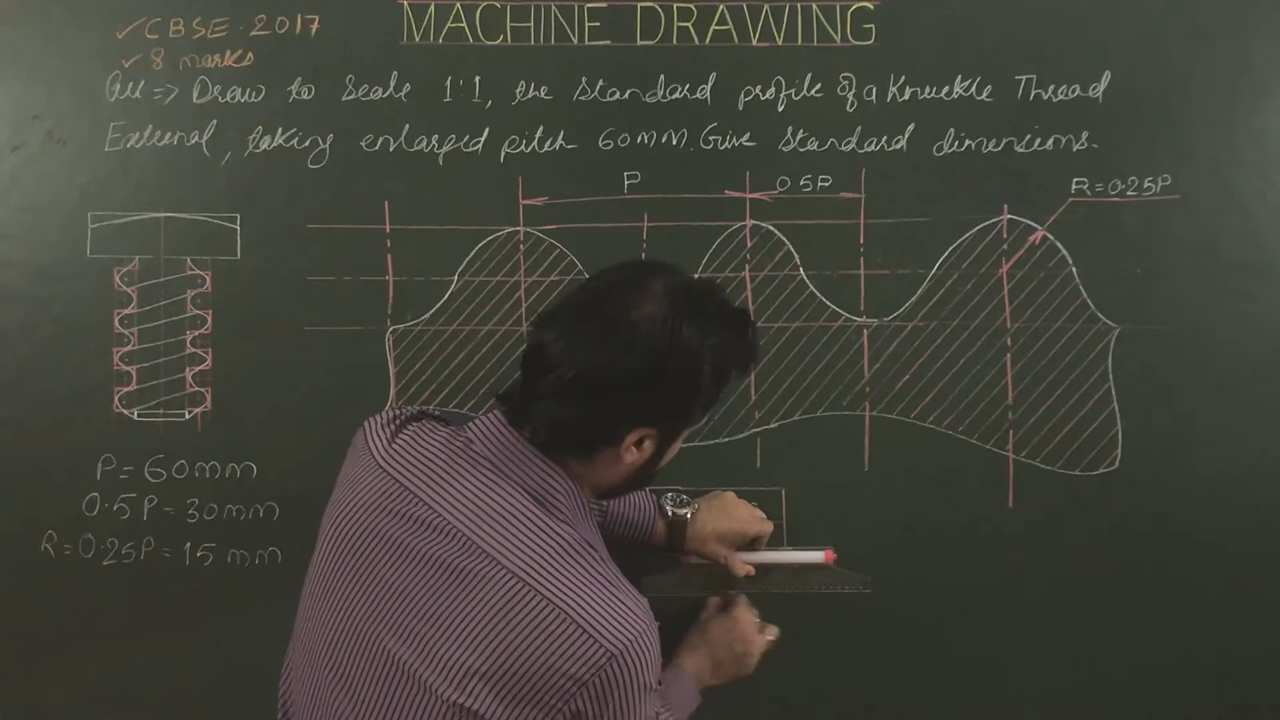 MACHINE DRAWING
✓CBSE-2017
✓8 marks
Draw to Scale 1:1, the Standard profile of a Knuckle Thread
External, taking enlarged pitch 60MM. Give Standard dimensions.
P
0.5P
R=0.25P
P=60mm
0.5P=30mm
R=0.25P=15mm